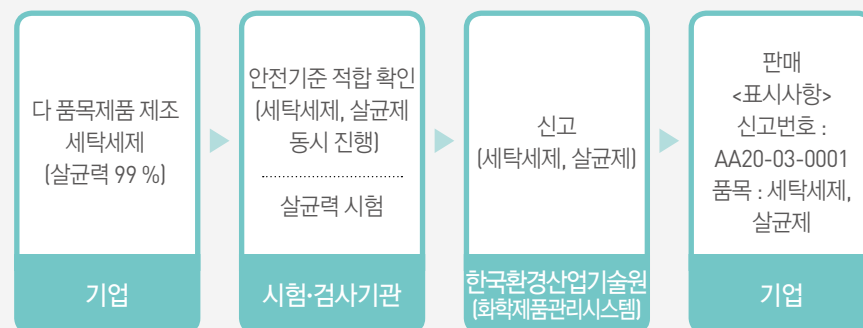 다 품목제품 제조
세탁세제
(살균력 99 %)
기업
안전기준 적합 확인
(세탁세제, 살균제
동시 진행)
살균력 시험
시험·검사기관
신고
(세탁세제, 살균제)
한국환경산업기술원
(화학제품관리시스템)
판매
<표시사항>
신고번호 :
AA20-03-0001
품목 : 세탁세제,
살균제
기업